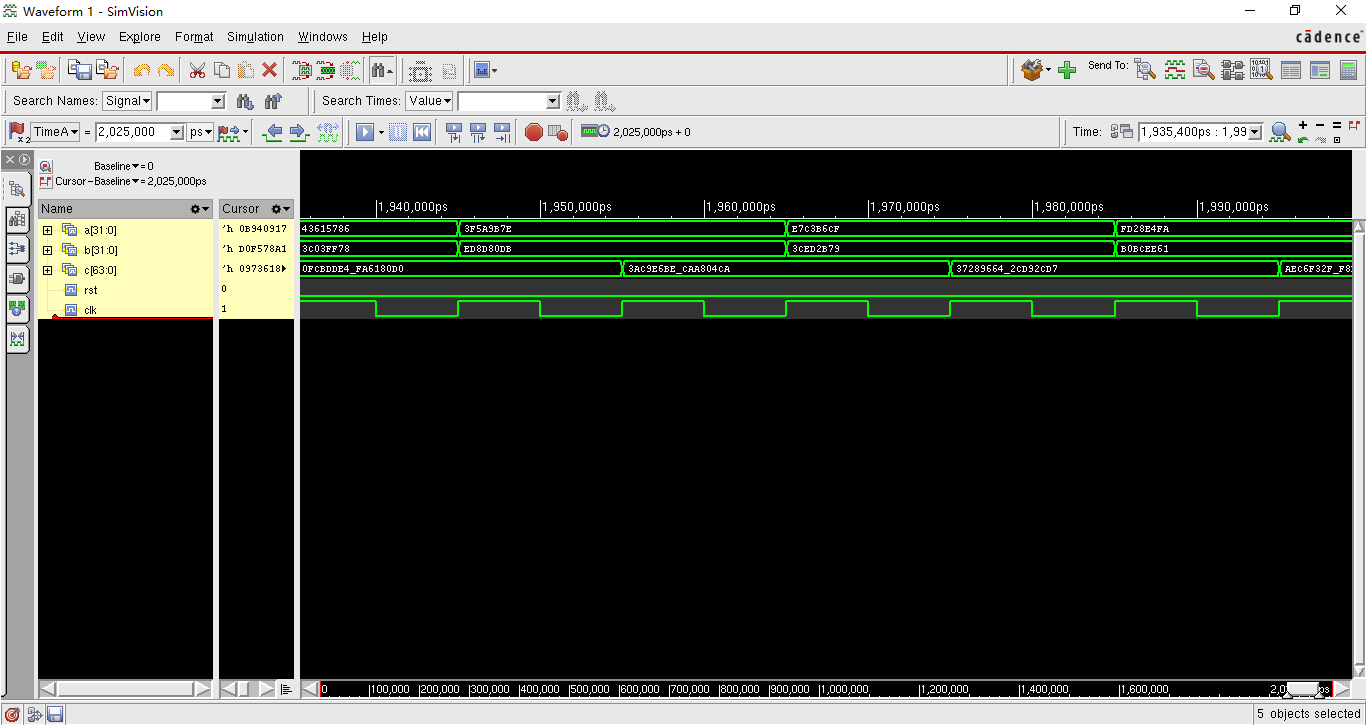 Waveform 1 - SimVision
File Edit View Explore Format Simulation Windows Help
cādence
Send To:
Search Names: Signal Search Times: Value
x2 TimeA = 2,025,000 ps 2,025,000ps + 0 Time: 1,935,400ps : 1,99
Baseline = 0
Cursor-Baseline = 2,025,000ps
1,940,000ps 1,950,000ps 1,960,000ps 1,970,000ps 1,980,000ps 1,990,000ps
Name Cursor
a[31:0] 'h 0B940917 43615786 3F5A9B7E E7C3B6CF FD28E4FA
b[31:0] 'h D0F578A1 3C03FF78 ED8D80DB 3CED2B79 B0BCEE61
c[63:0] 'h 0973618 0FCBDDE4_FA6180D0 3AC9E6BE_CAA804CA 37289664_2CD92CD7 AEC6F32F_F8
rst 0
clk 1
0 100,000 200,000 300,000 400,000 500,000 600,000 700,000 800,000 900,000 1,000,000 1,200,000 1,400,000 1,600,000 2,0 ps
5 objects selected